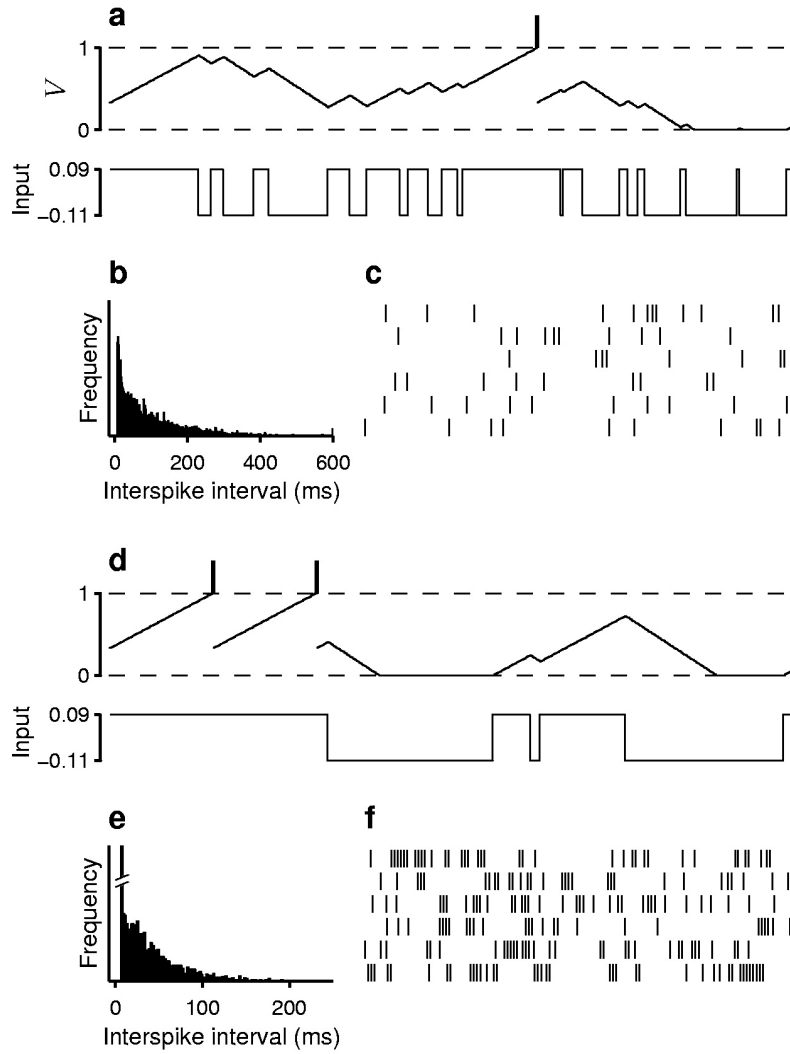 a
1
V
0
0.09
Input
−0.11
b
c
Frequency
0 200 400 600
Interspike interval (ms)
d
1
0
0.09
Input
−0.11
e
f
Frequency
0 100 200
Interspike interval (ms)